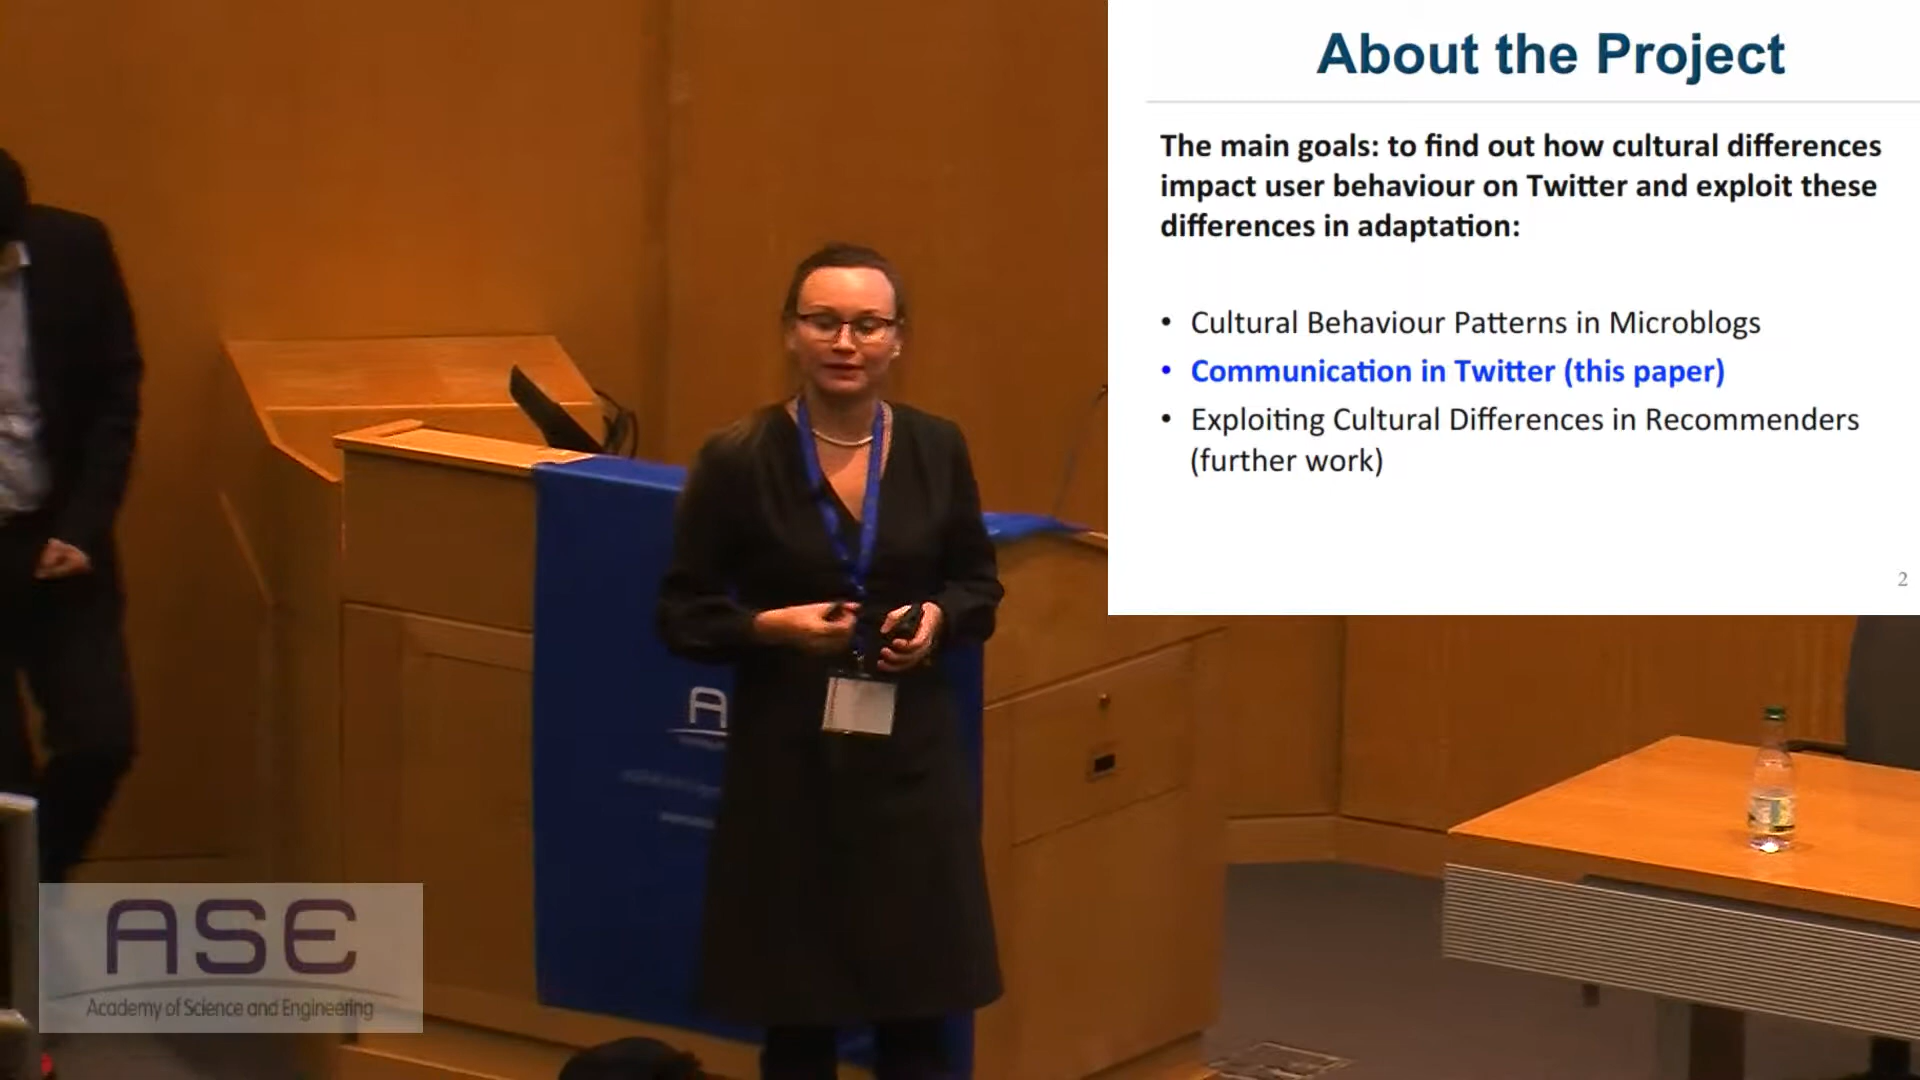 About the Project
The main goals: to find out how cultural differences
impact user behaviour on Twitter and exploit these
differences in adaptation:
• Cultural Behaviour Patterns in Microblogs
• Communication in Twitter (this paper)
• Exploiting Cultural Differences in Recommenders
(further work)
2
A
ASE
Academy of Science and Engineering